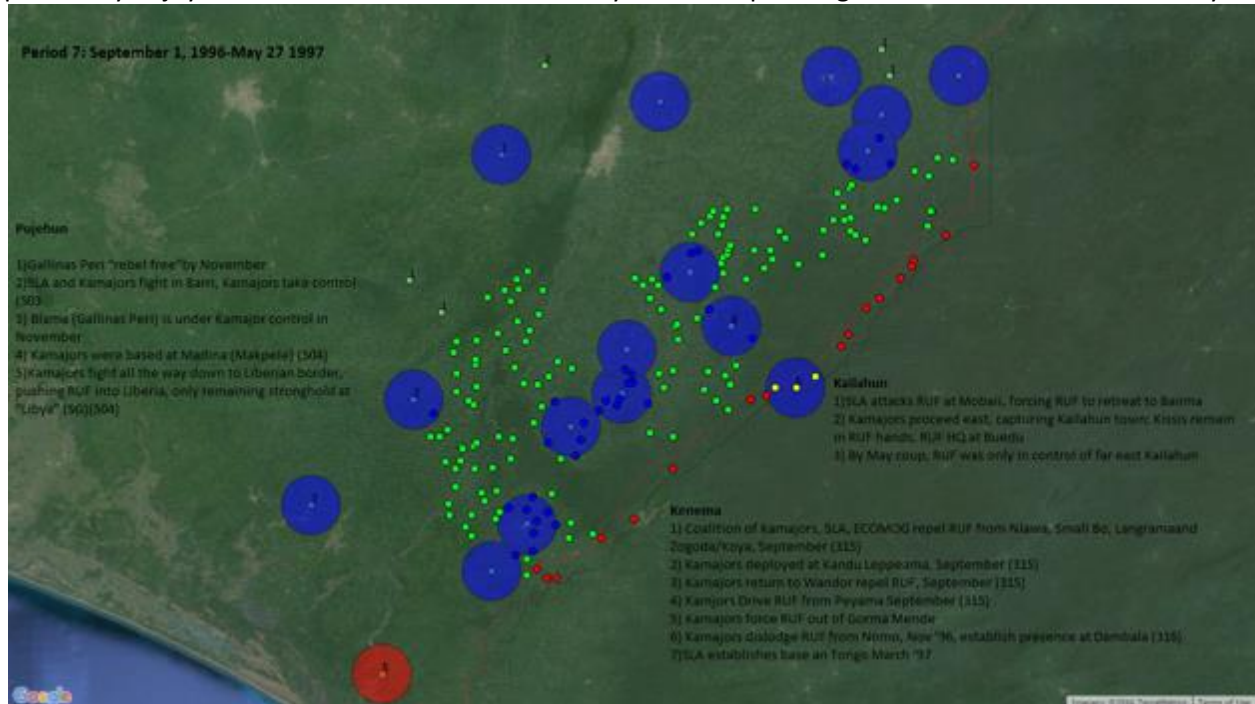 Period 7: September 1, 1996-May 27 1997
Pujehun
1)Gallinas Peri "rebel free"by November
2)SLA and Kamajors fight in Barri, Kamajors take control
(503
3) Blama (Gallinas Peri) is under Kamajor control in
November
4) Kamajors were based at Madina (Makpele) (504)
5)Kamajors fight all the way down to Liberian border,
pushing RUF into Liberia, only remaining stronghold at
"Libya" (503)(504)
Kailahun
1)SLA attacks RUF at Mobai, forcing RUF to retreat to
2) Kamajors proceed east, capturing Kailahun town; Kissis remain
in RUF hands. RUF HQ at Buedu
3) By May coup, RUF was only in control of far east Kailahun
Kenema
1) Coalition of Kamajors, SLA, ECOMOG repel RUF from Niawa, Small Bo, Langramaand
Zogoda/Koya, September (315)
2) Kamajors deployed at Kandu Leppeama, September (315)
3) Kamajors return to Wandor repel RUF, September (315)
4) Kamjors Drive RUF from Peyama September (315)
5) Kamajors force RUF out of Gorma Mende
6) Kamajors dislodge RUF from Nomo, Nov '96, establish presence at Dambala (316)
7)SLA establishes base an Tongo March '97
Google